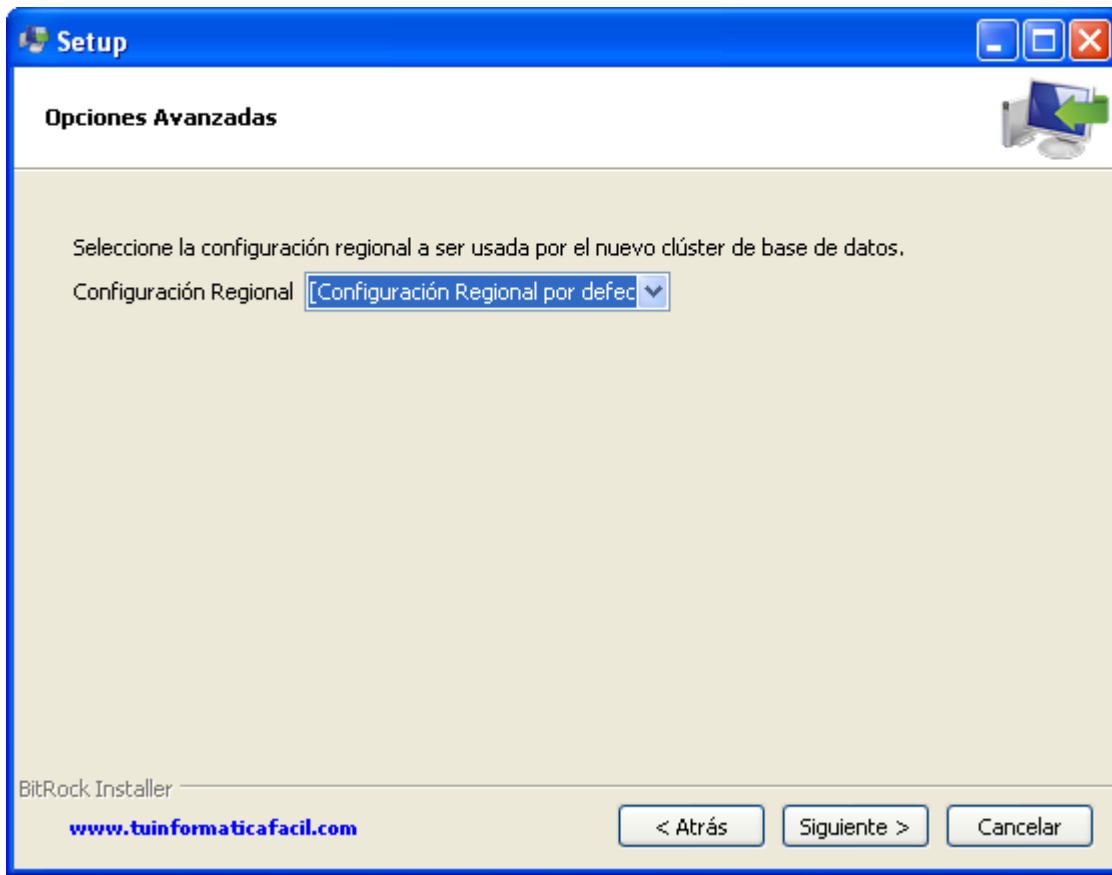 Setup
Opciones Avanzadas
Seleccione la configuración regional a ser usada por el nuevo clúster de base de datos.
Configuración Regional [Configuración Regional por defec
BitRock Installer
www.tuinformaticafacil.com
< Atrás Siguiente > Cancelar